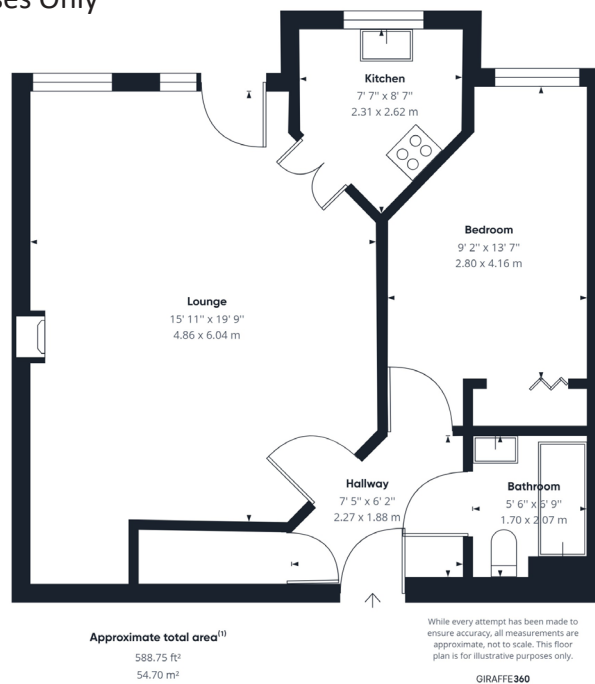 ses Only
Kitchen
7' 7'' x 8' 7''
2.31 x 2.62 m
Bedroom
9' 2'' x 13' 7''
2.80 x 4.16 m
Lounge
15' 11'' x 19' 9''
4.86 x 6.04 m
Hallway
7' 5'' x 6' 2''
2.27 x 1.88 m
Bathroom
5' 6'' x 6' 9''
1.70 x 2.07 m
Approximate total area(1)
588.75 ft²
54.70 m²
While every attempt has been made to
ensure accuracy, all measurements are
approximate, not to scale. This floor
plan is for illustrative purposes only.
GIRAFFE360